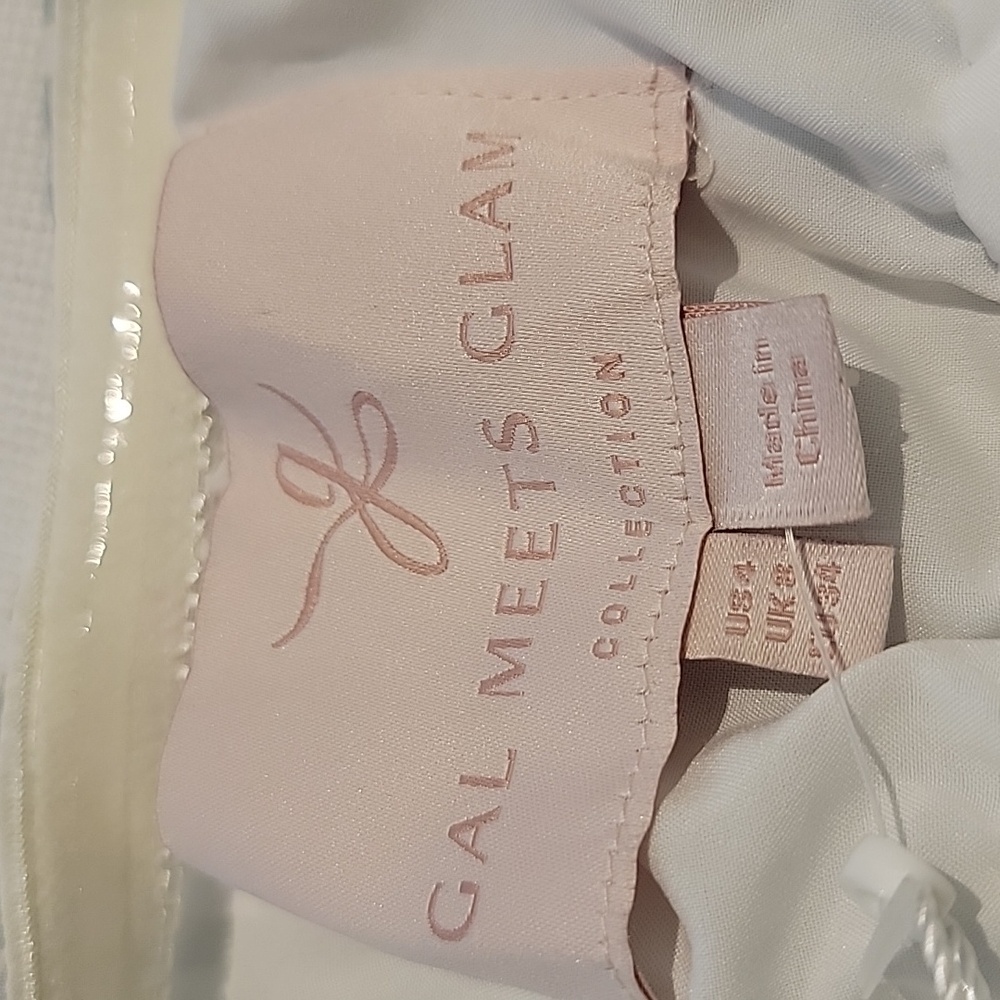 GAL MEETS GLAM
COLLECTION
Made in
China
US 4
UK 8